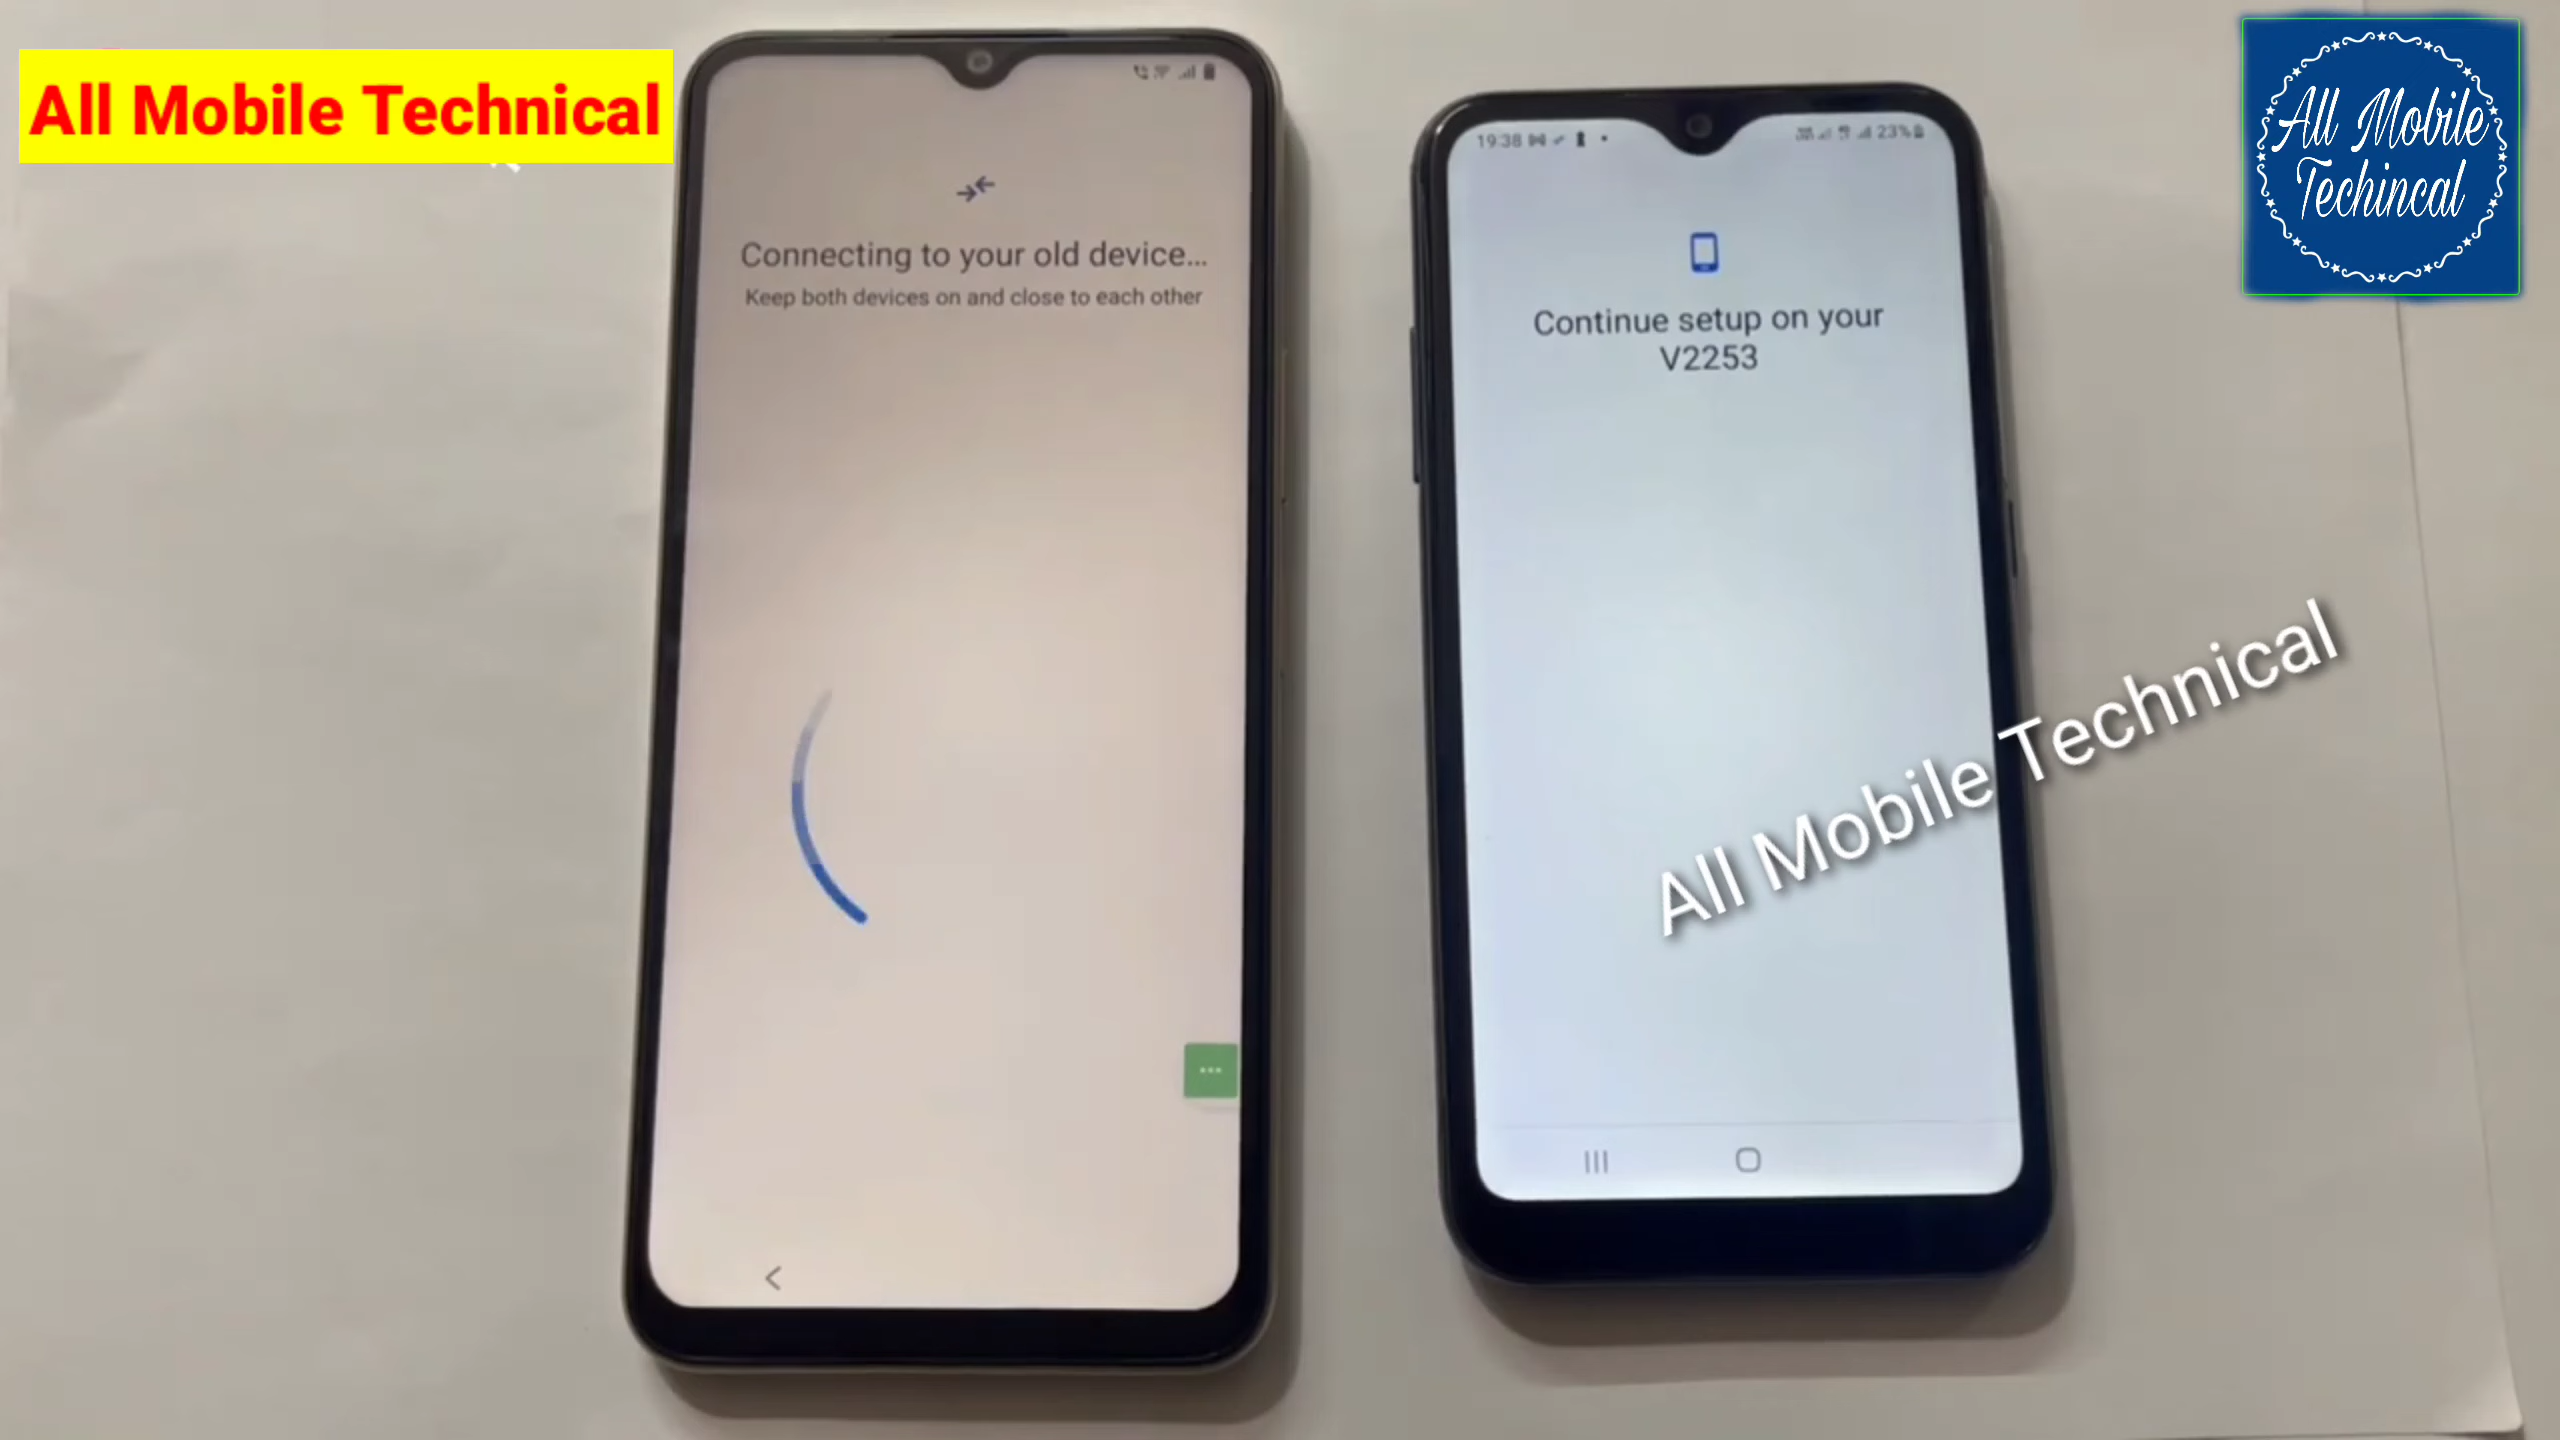 All Mobile Technical
All Mobile
Techincal
Connecting to your old device...
Keep both devices on and close to each other
19:38
23%
Continue setup on your
V2253
All Mobile Technical